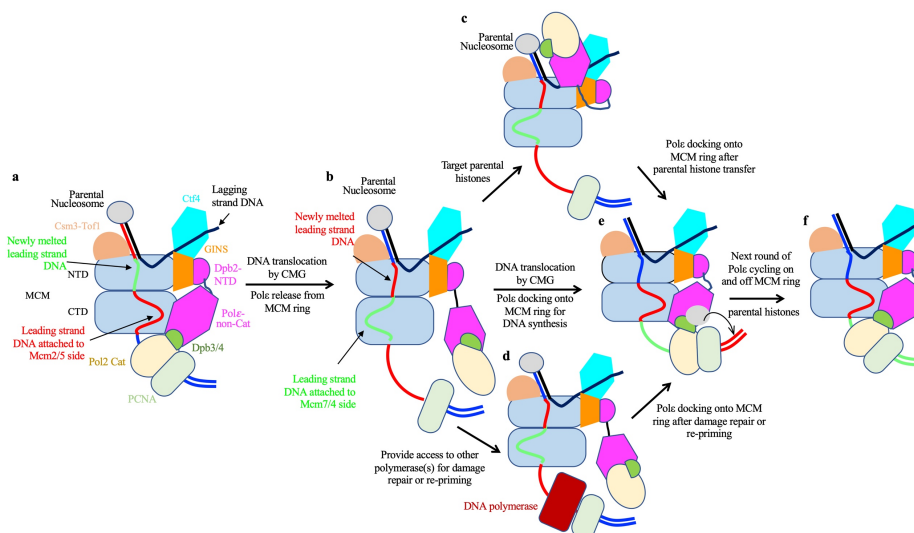 c
Parental
Nucleosome
Target parental
histones
Polε docking onto
MCM ring after
parental histone transfer
a
Parental
Nucleosome
Ctf4
Lagging
strand DNA
Csm3-Tof1
Newly melted
leading strand
DNA
GINS
NTD
Dpb2-
NTD
MCM
CTD
Polε-
non-Cat
Leading strand
DNA attached to
Mcm2/5 side
Dpb3/4
Pol2 Cat
PCNA
DNA translocation
by CMG
Polε release from
MCM ring
b
Parental
Nucleosome
Newly melted
leading strand
DNA
Leading strand
DNA attached to
Mcm7/4 side
DNA translocation
by CMG
Polε docking onto
MCM ring for
DNA synthesis
Provide access to other
polymerase(s) for damage
repair or re-priming
d
DNA polymerase
Polε docking onto MCM
ring after damage repair or
re-priming
e
Next round of
Polε cycling on
and off MCM ring
parental histones
f